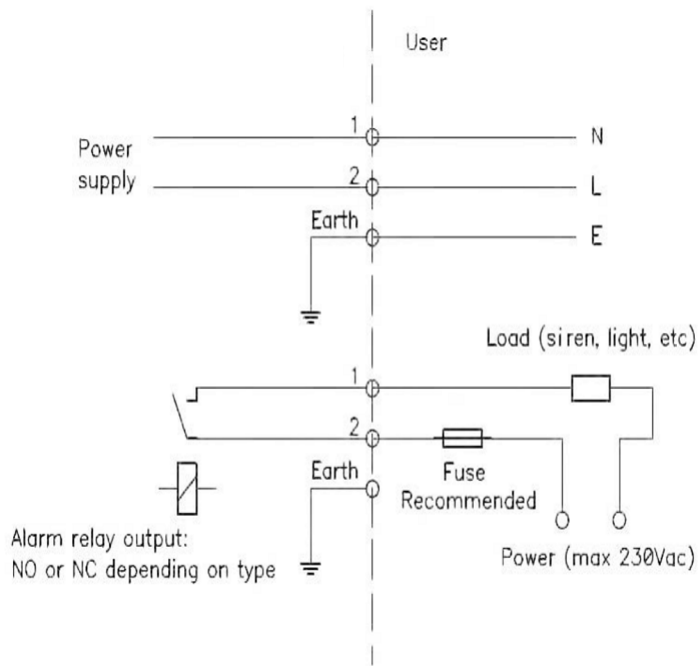 User
1
N
Power
supply
2
L
Earth
E
Load (siren, light, etc)
1
2
Earth
Fuse
Recommended
Alarm relay output:
NO or NC depending on type
Power (max 230Vac)